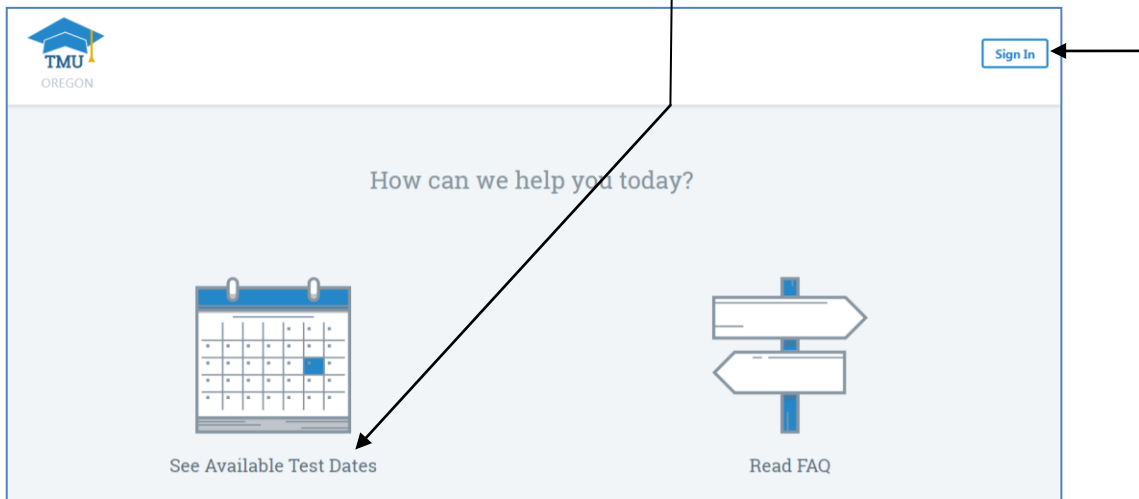 TMU
OREGON
Sign In
How can we help you today?
See Available Test Dates
Read FAQ